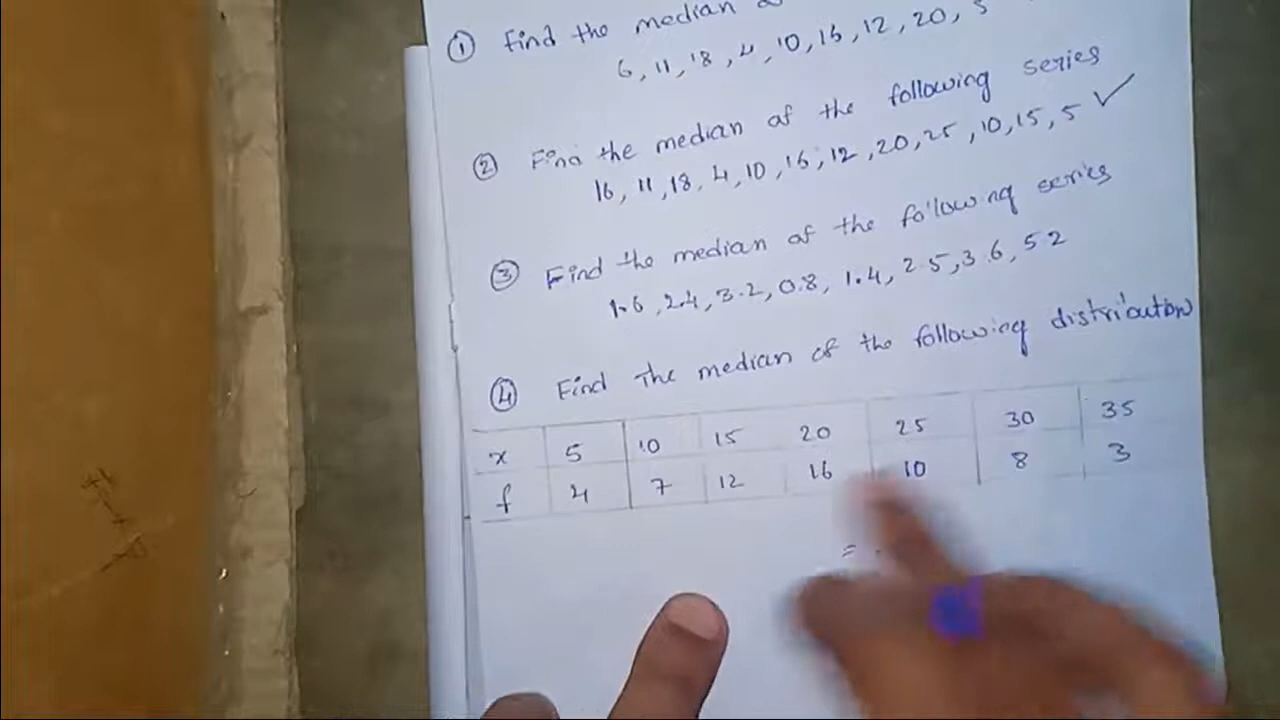 ① Find the median
6, 11, 18, 4, 10, 16, 12, 20, 5
② Find the median of the following series
16, 11, 18, 4, 10, 16, 12, 20, 25, 10, 15, 5 ✓
③ Find the median of the following series
1.6, 2.4, 3.2, 0.8, 1.4, 2.5, 3.6, 5.2
④ Find the median of the following distribution
x 5 10 15 20 25 30 35
f 4 7 12 16 10 8 3
=